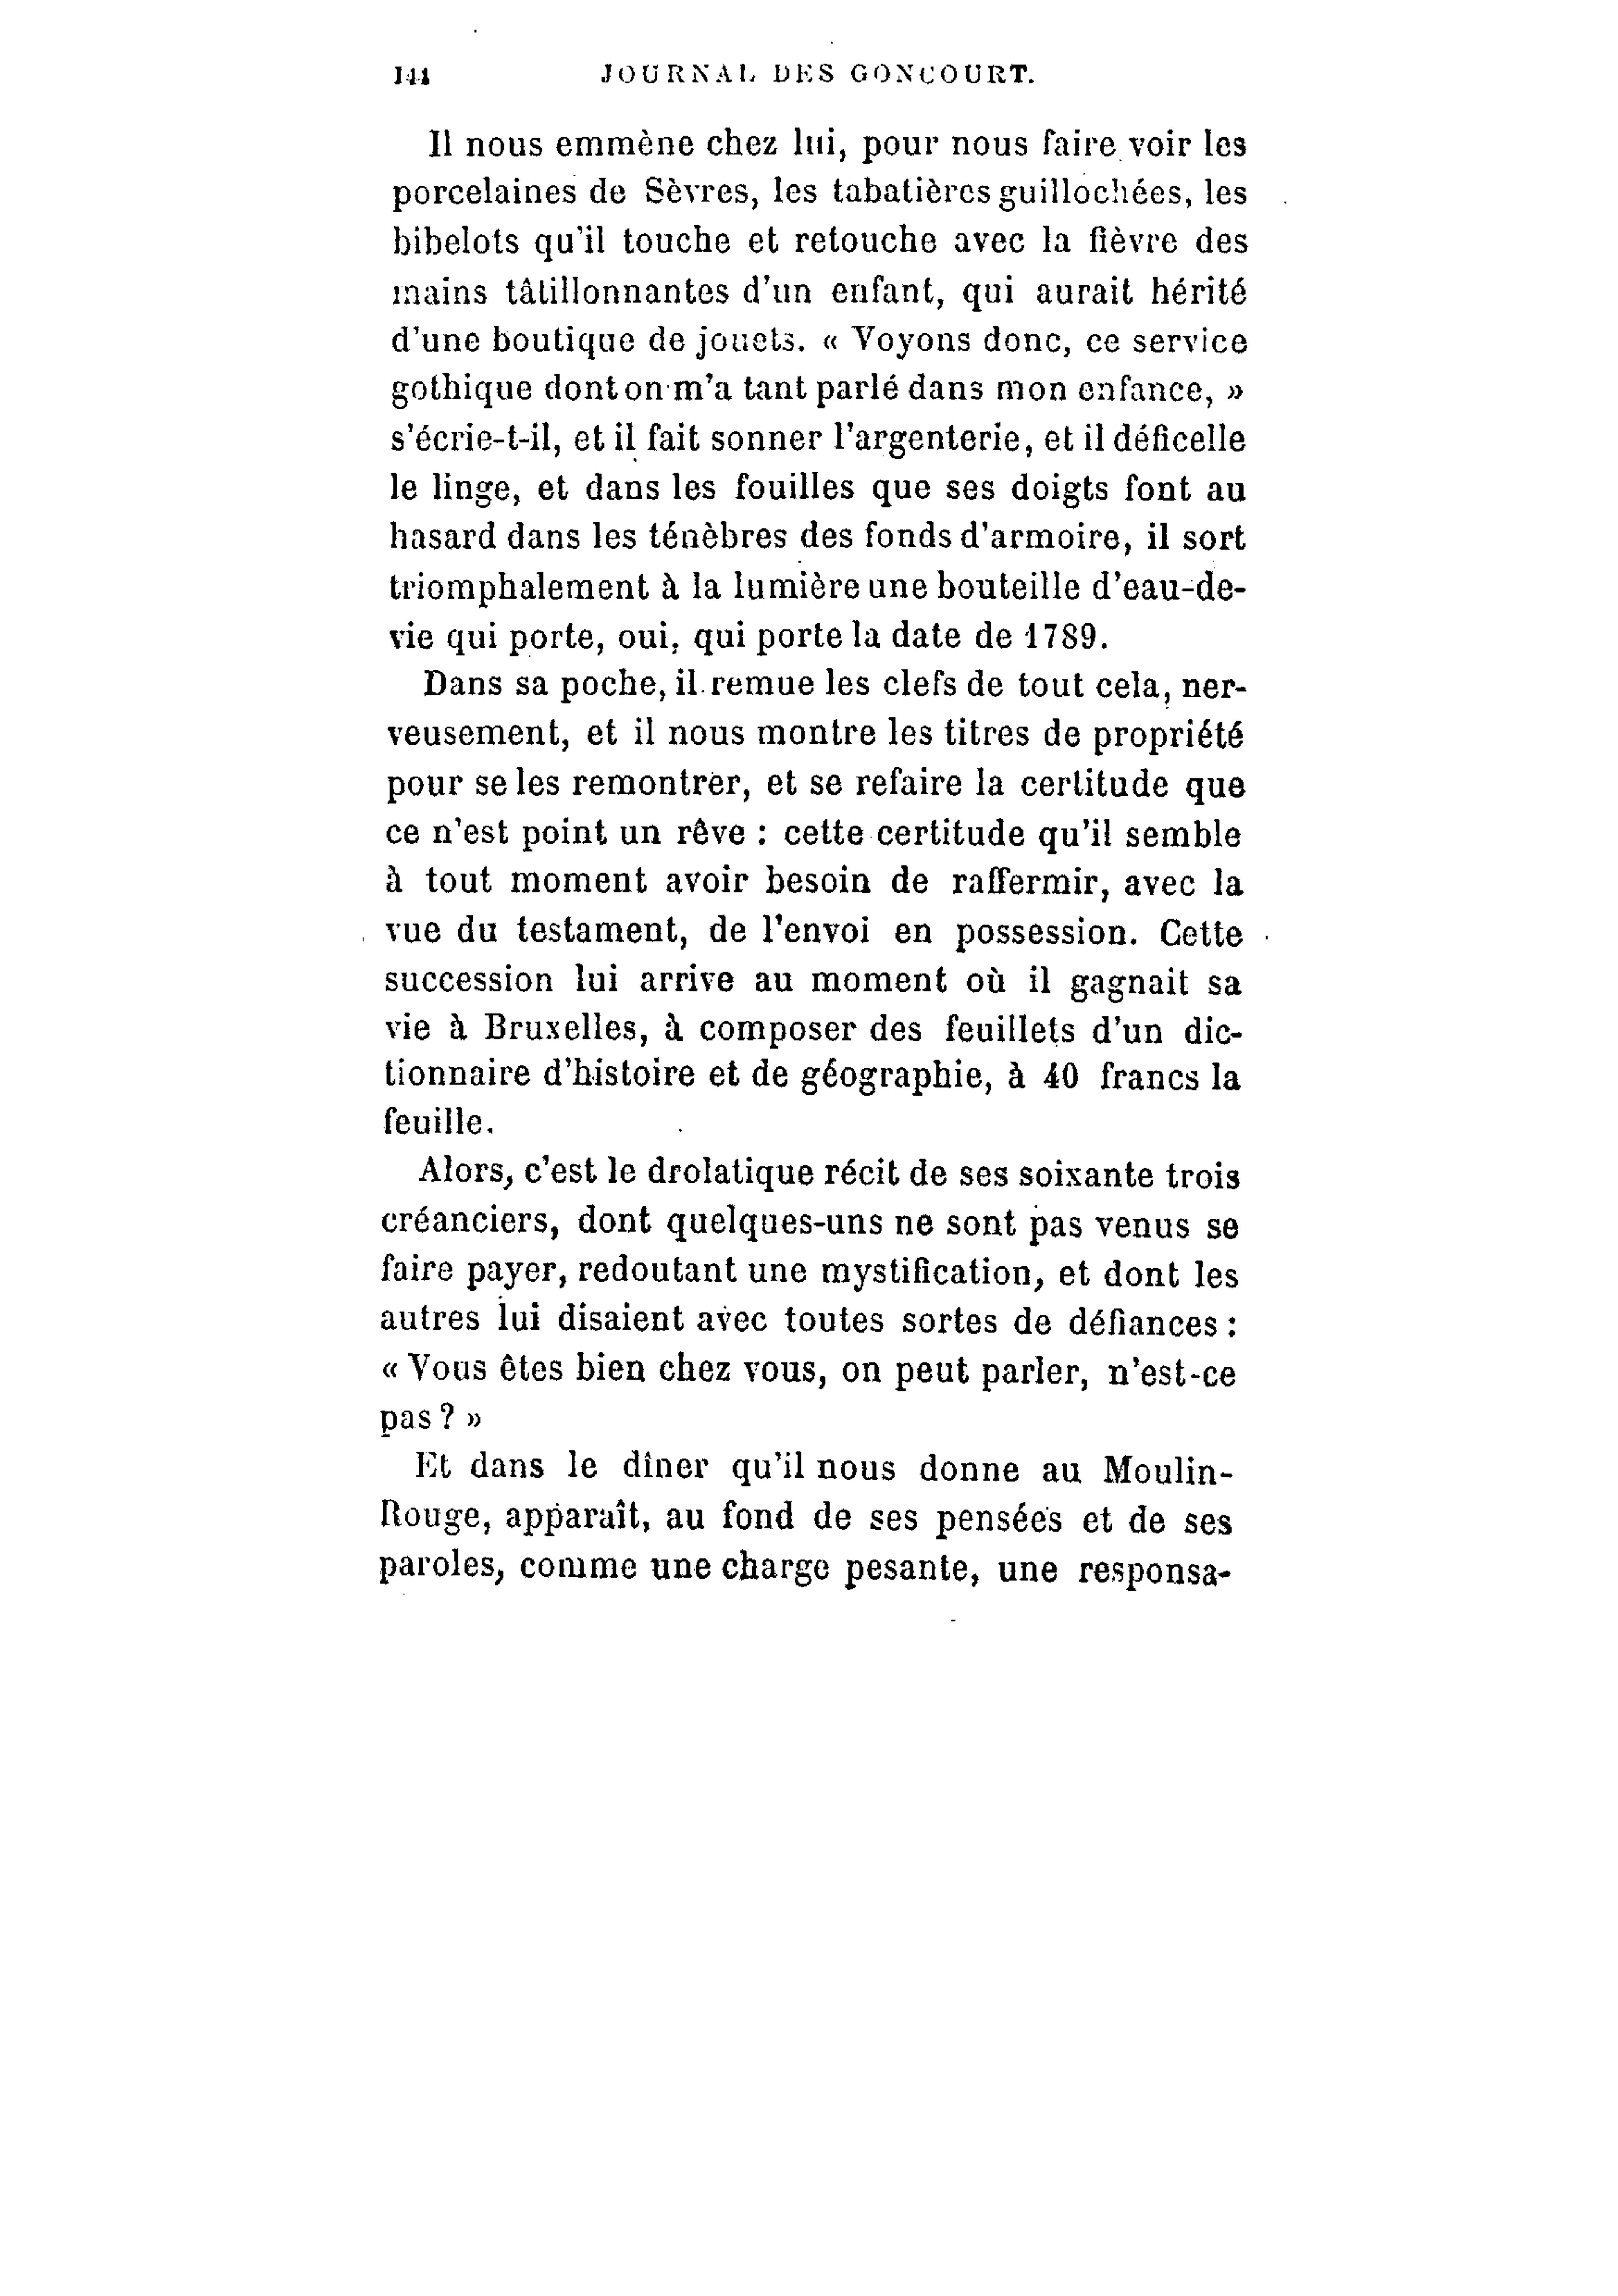 144 JOURNAL DES GONCOURT.
Il nous emmène chez lui, pour nous faire voir les
porcelaines de Sèvres, les tabatières guillochées, les
bibelots qu'il touche et retouche avec la fièvre des
mains tâtillonnantes d'un enfant, qui aurait hérité
d'une boutique de jouets. « Voyons donc, ce service
gothique dont on m'a tant parlé dans mon enfance, »
s'écrie-t-il, et il fait sonner l'argenterie, et il déficelle
le linge, et dans les fouilles que ses doigts font au
hasard dans les ténèbres des fonds d'armoire, il sort
triomphalement à la lumière une bouteille d'eau-de-
vie qui porte, oui, qui porte la date de 1789.
Dans sa poche, il remue les clefs de tout cela, ner-
veusement, et il nous montre les titres de propriété
pour se les remontrer, et se refaire la certitude que
ce n'est point un rêve : cette certitude qu'il semble
à tout moment avoir besoin de raffermir, avec la
vue du testament, de l'envoi en possession. Cette
succession lui arrive au moment où il gagnait sa
vie à Bruxelles, à composer des feuillets d'un dic-
tionnaire d'histoire et de géographie, à 40 francs la
feuille.
Alors, c'est le drolatique récit de ses soixante trois
créanciers, dont quelques-uns ne sont pas venus se
faire payer, redoutant une mystification, et dont les
autres lui disaient avec toutes sortes de défiances :
« Vous êtes bien chez vous, on peut parler, n'est-ce
pas ? »
Et dans le dîner qu'il nous donne au Moulin-
Rouge, apparaît, au fond de ses pensées et de ses
paroles, comme une charge pesante, une responsa-